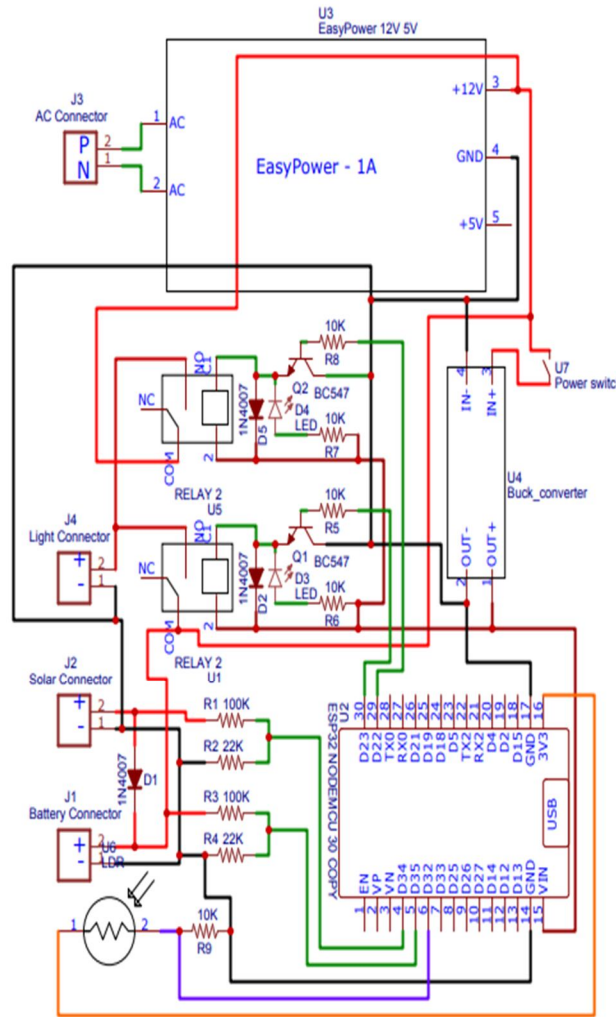 U3
EasyPower 12V 5V
J3
AC Connector
P 2
N 1
1 AC
2 AC
EasyPower - 1A
+12V 3
GND 4
+5V 5
10K
R8
Q2
BC547
NO
C1
NC
COM
2
1N4007
D5
D4
LED
10K
R7
RELAY 2
U5
U7
Power switc
4 3
IN- IN+
U4
Buck_converter
OUT- OUT+
2 1
10K
R5
Q1
BC547
NO
C1
NC
COM
2
1N4007
D2
D3
LED
10K
R6
RELAY 2
U1
J4
Light Connector
+ 2
- 1
J2
Solar Connector
+ 2
- 1
1N4007
D1
J1
Battery Connector
+ 2
- 1
U6
LDR
1 2
R1 100K
R2 22K
R3 100K
R4 22K
10K
R9
U2
ESP32 NODEMCU 30 COPY
30 29 28 27 26 25 24 23 22 21 20 19 18 17 16
D23 D22 TX0 RX0 D21 D19 D18 D5 TX2 RX2 D4 D2 D15 GND 3V3
USB
EN VP VN D34 D35 D32 D33 D25 D26 D27 D14 D12 D13 GND VIN
1 2 3 4 5 6 7 8 9 10 11 12 13 14 15